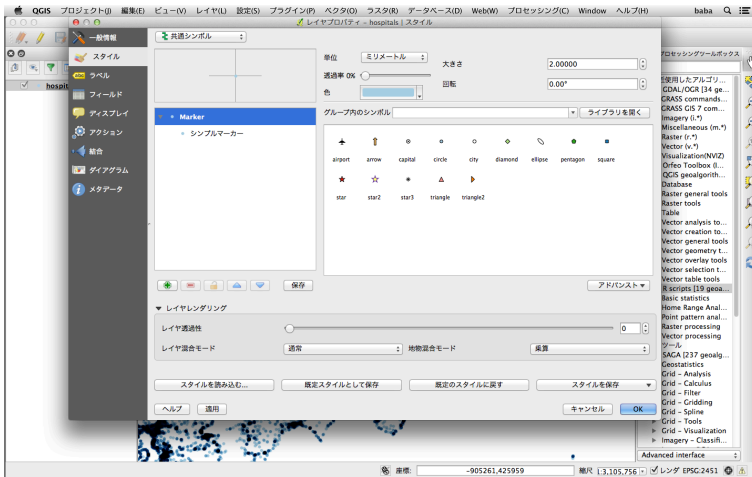 QGIS プロジェクト(J) 編集(E) ビュー(V) レイヤ(L) 設定(S) プラグイン(P) ベクタ(O) ラスタ(R) データベース(D) Web(W) プロセッシング(C) Window ヘルプ(H) baba
レイヤプロパティ – hospitals | スタイル
一般情報
スタイル
ラベル
フィールド
ディスプレイ
アクション
結合
ダイアグラム
メタデータ
hospit
共通シンボル
単位 ミリメートル
大きさ 2.00000
透過率 0%
回転 0.00°
色
Marker
シンプルマーカー
グループ内のシンボル
ライブラリを開く
airport arrow capital circle city diamond ellipse pentagon square
star star2 star3 triangle triangle2
保存
アドバンスト
レイヤレンダリング
レイヤ透過性 0
レイヤ混合モード 通常 地物混合モード 乗算
スタイルを読み込む... 既定スタイルとして保存 既定のスタイルに戻す スタイルを保存
ヘルプ 適用 キャンセル OK
プロセッシングツールボックス
使用したアルゴリ...
GDAL/OGR [34 ge...
GRASS commands...
GRASS GIS 7 com...
Imagery (i.*)
Miscellaneous (m.*)
Raster (r.*)
Vector (v.*)
Visualization(NVIZ)
Orfeo Toolbox (I...
QGIS geoalgorith...
Database
Raster general tools
Raster tools
Table
Vector analysis to...
Vector creation to...
Vector general tools
Vector geometry t...
Vector overlay tools
Vector selection t...
Vector table tools
R scripts [19 geoa...
Basic statistics
Home Range Anal...
Point pattern anal...
Raster processing
Vector processing
ツール
SAGA [237 geoalg...
Geostatistics
Grid – Analysis
Grid – Calculus
Grid – Filter
Grid – Gridding
Grid – Spline
Grid – Tools
Grid – Visualization
Imagery – Classifi...
Advanced interface
座標: -905261,425959 縮尺 1:3,105,756 レンダ EPSG:2451